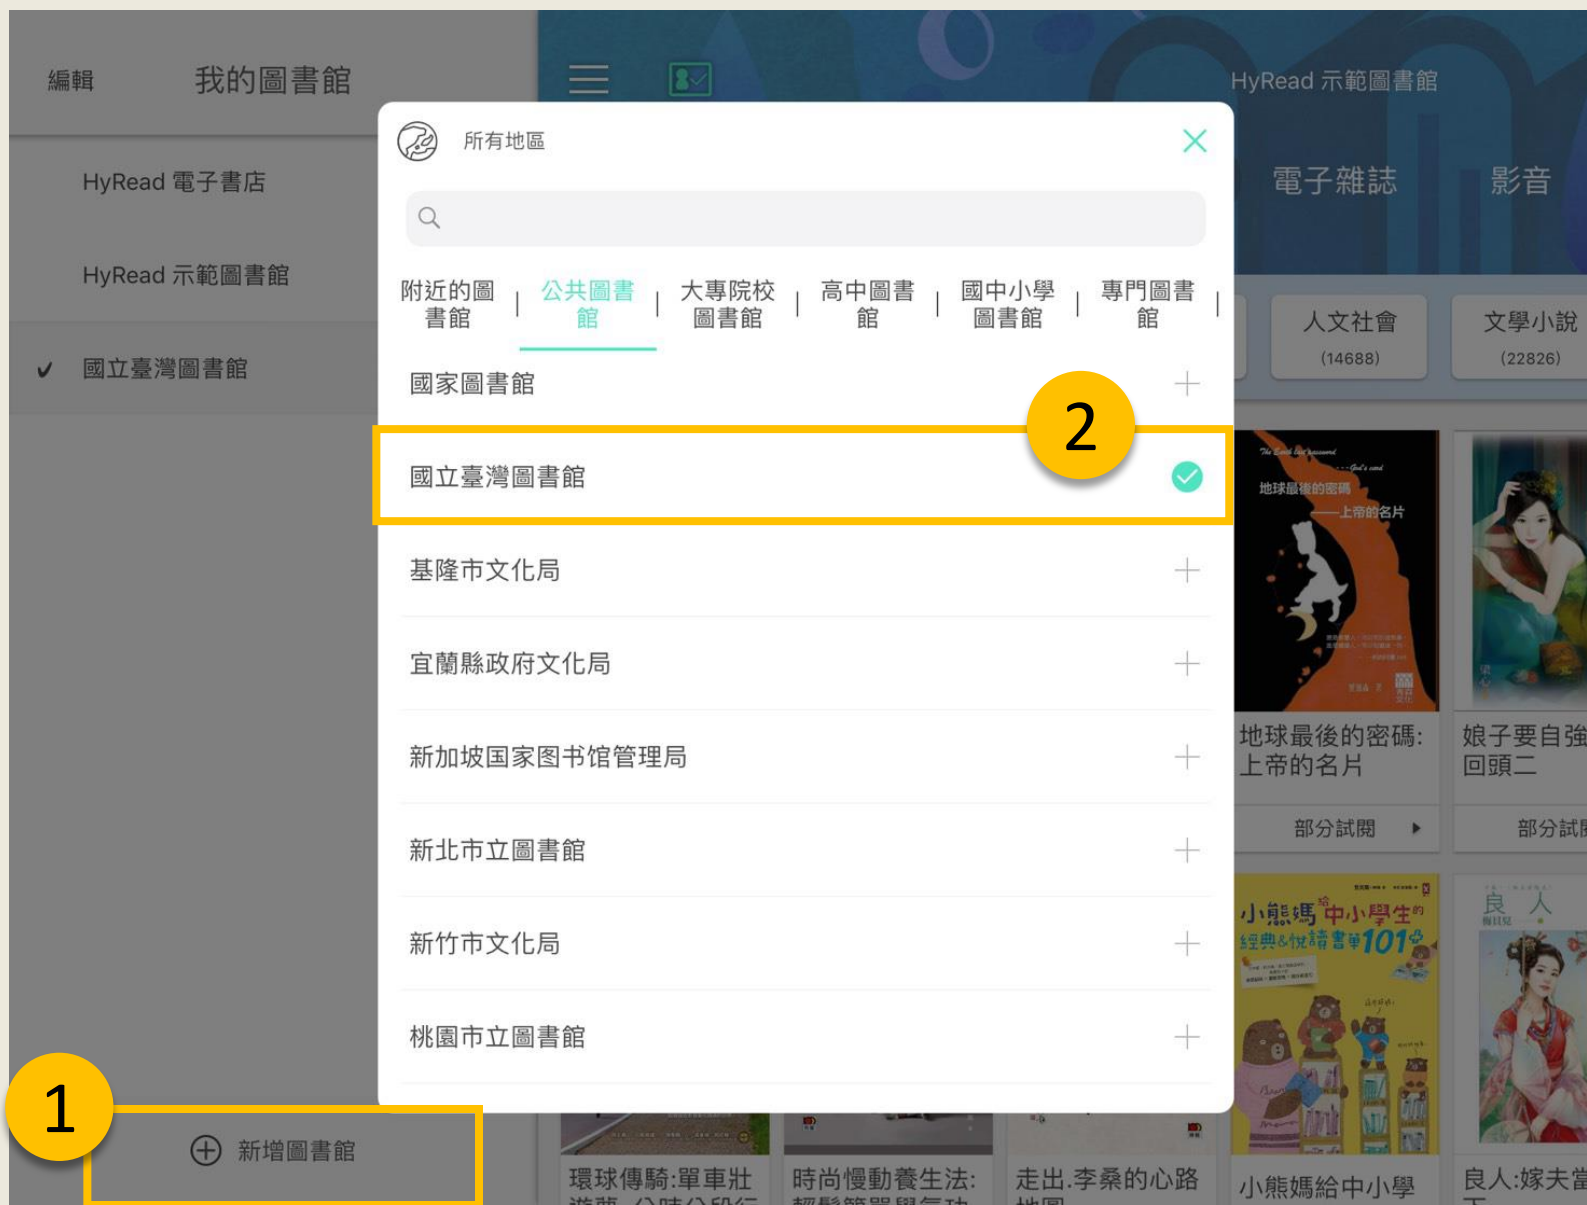 編輯
我的圖書館
HyRead 示範圖書館
HyRead 電子書店
HyRead 示範圖書館
國立臺灣圖書館
所有地區
附近的圖
書館
公共圖書
館
大專院校
圖書館
高中圖書
館
國中小學
圖書館
專門圖書
館
國家圖書館
2
國立臺灣圖書館
基隆市文化局
宜蘭縣政府文化局
新加坡国家图书馆管理局
新北市立圖書館
新竹市文化局
桃園市立圖書館
1
新增圖書館
電子雜誌
影音
人文社會
(14688)
文學小說
(22826)
地球最後的密碼
——上帝的名片
地球最後的密碼:
上帝的名片
部分試閱
娘子要自強
回頭二
部分試
小熊媽給中小學生的
經典&悅讀書單101
良人
環球傳騎:單車壯
時尚慢動養生法:
走出.李桑的心路
地圖
小熊媽給中小學
良人:嫁夫當